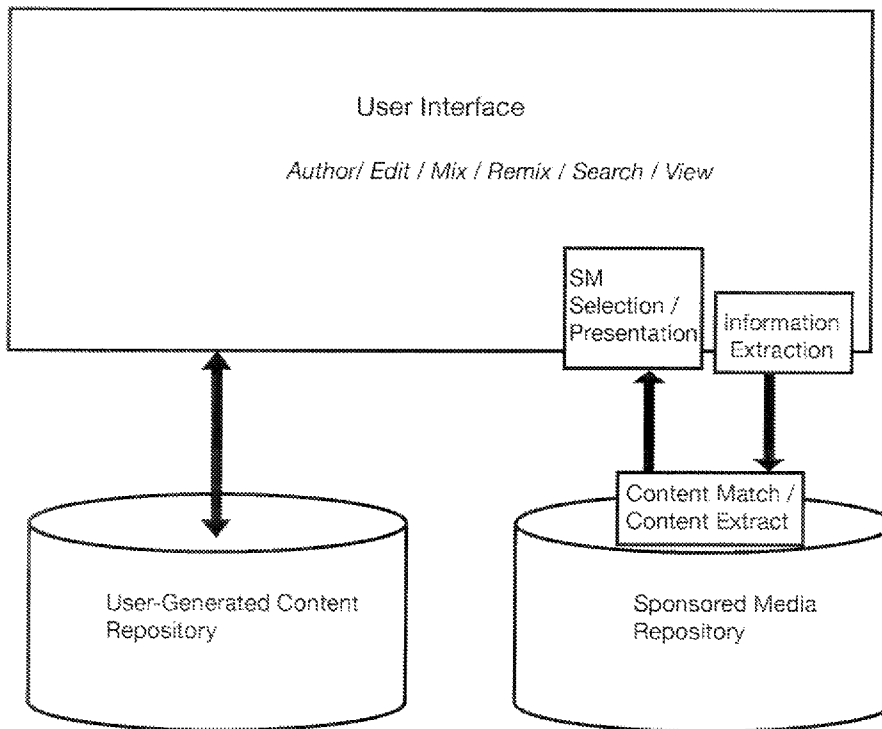 User Interface
Author/ Edit / Mix / Remix / Search / View
SM
Selection /
Presentation
Information
Extraction
Content Match /
Content Extract
User-Generated Content
Repository
Sponsored Media
Repository